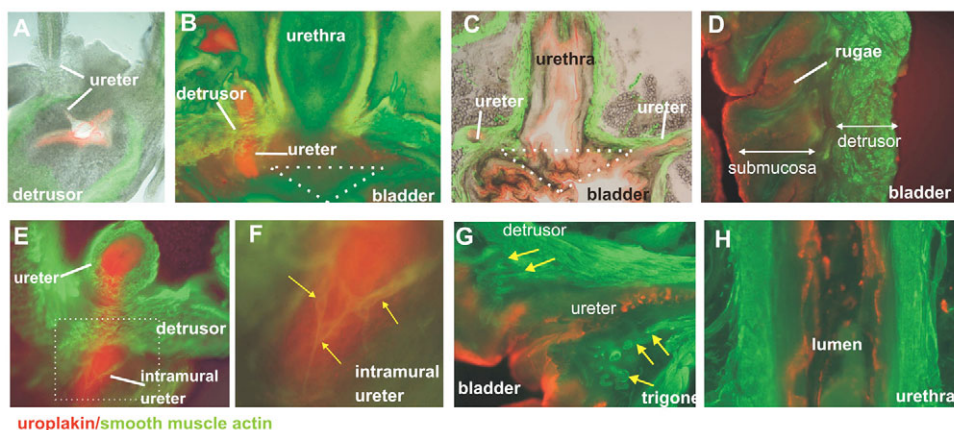 A
ureter
detrusor
B
urethra
detrusor
ureter
bladder
C
urethra
ureter
ureter
bladder
D
rugae
detrusor
submucosa
bladder
E
ureter
detrusor
intramural
ureter
F
intramural
ureter
G
detrusor
ureter
bladder
trigone
H
lumen
urethra
uroplakin/smooth muscle actin